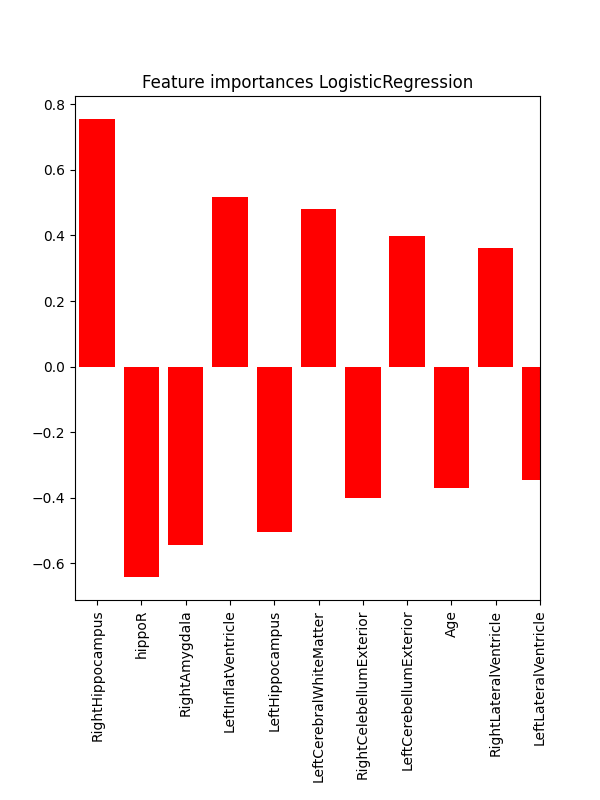 Feature importances LogisticRegression
0.8
0.6
0.4
0.2
0.0
−0.2
−0.4
−0.6
RightHippocampus
hippoR
RightAmygdala
LeftInflatVentricle
LeftHippocampus
LeftCerebralWhiteMatter
RightCelebellumExterior
LeftCerebellumExterior
Age
RightLateralVentricle
LeftLateralVentricle